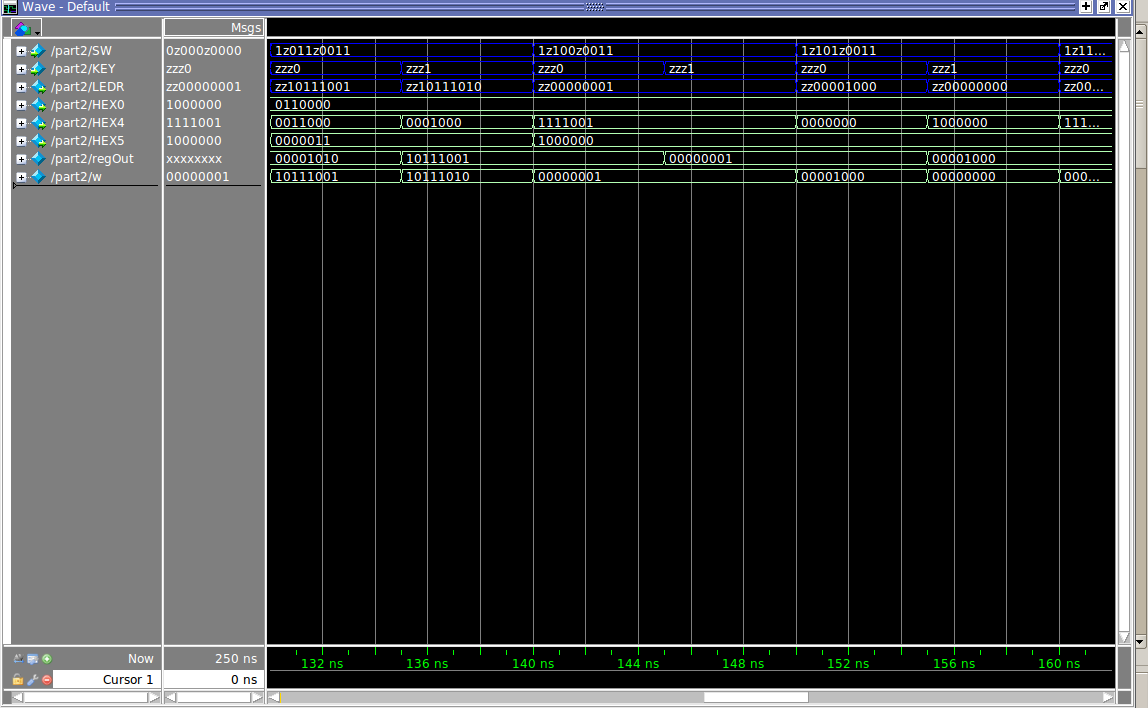 Wave - Default
Msgs
/part2/SW 0z000z0000 1z011z0011 1z100z0011 1z101z0011 1z11...
/part2/KEY zzz0 zzz0 zzz1 zzz0 zzz1 zzz0 zzz1 zzz0
/part2/LEDR zz00000001 zz10111001 zz10111010 zz00000001 zz00001000 zz00000000 zz00...
/part2/HEX0 1000000 0110000
/part2/HEX4 1111001 0011000 0001000 1111001 0000000 1000000 111...
/part2/HEX5 1000000 0000011 1000000
/part2/regOut xxxxxxxx 00001010 10111001 00000001 00001000
/part2/w 00000001 10111001 10111010 00000001 00001000 00000000 000...
Now 250 ns 132 ns 136 ns 140 ns 144 ns 148 ns 152 ns 156 ns 160 ns
Cursor 1 0 ns